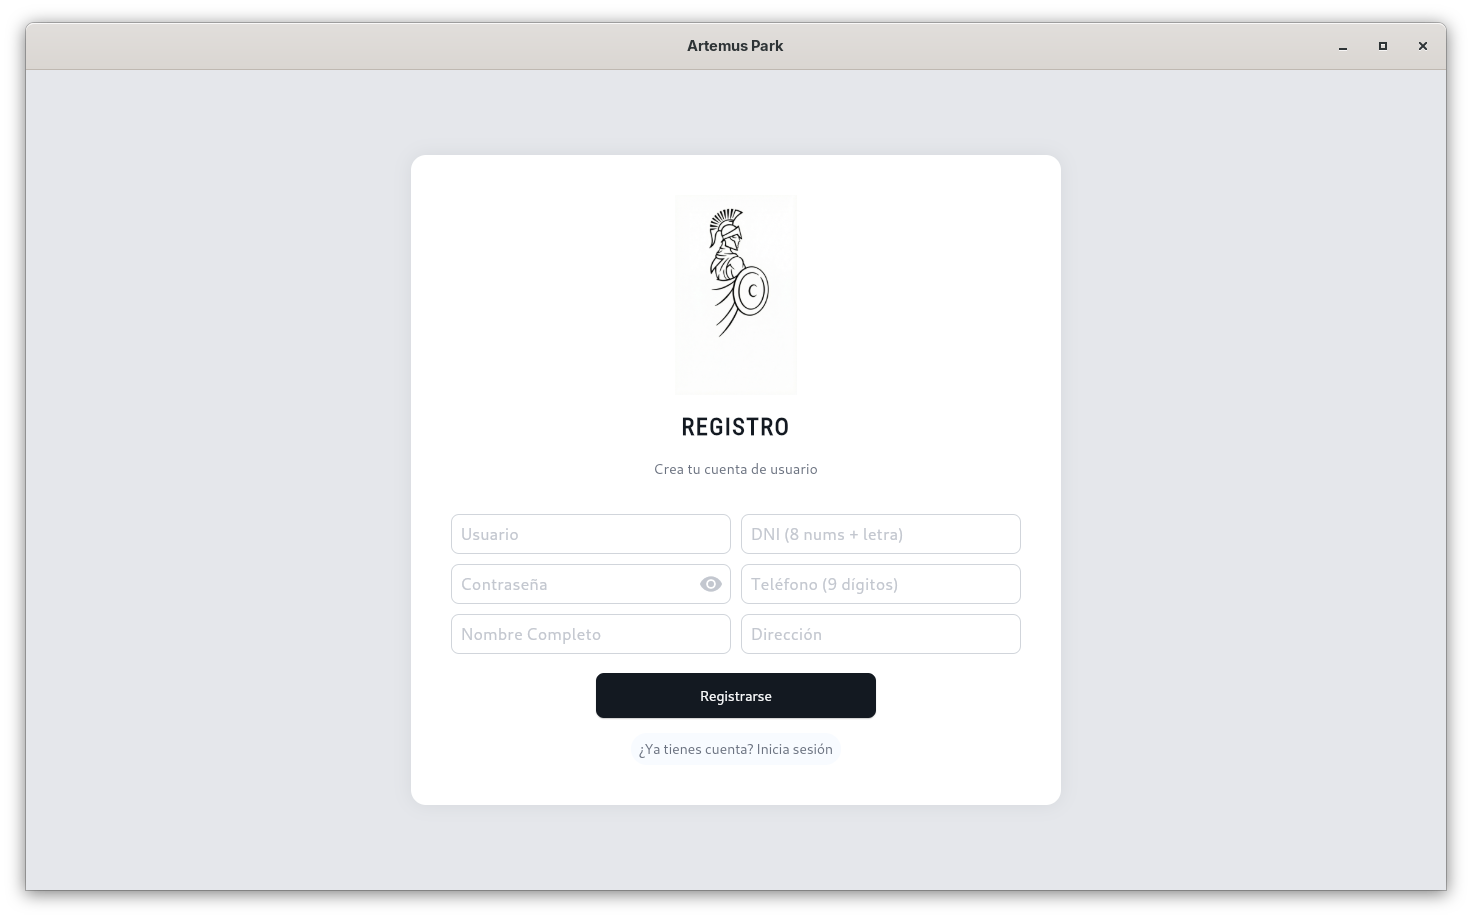 Artemus Park
REGISTRO
Crea tu cuenta de usuario
Usuario
DNI (8 nums + letra)
Contraseña
Teléfono (9 dígitos)
Nombre Completo
Dirección
Registrarse
¿Ya tienes cuenta? Inicia sesión